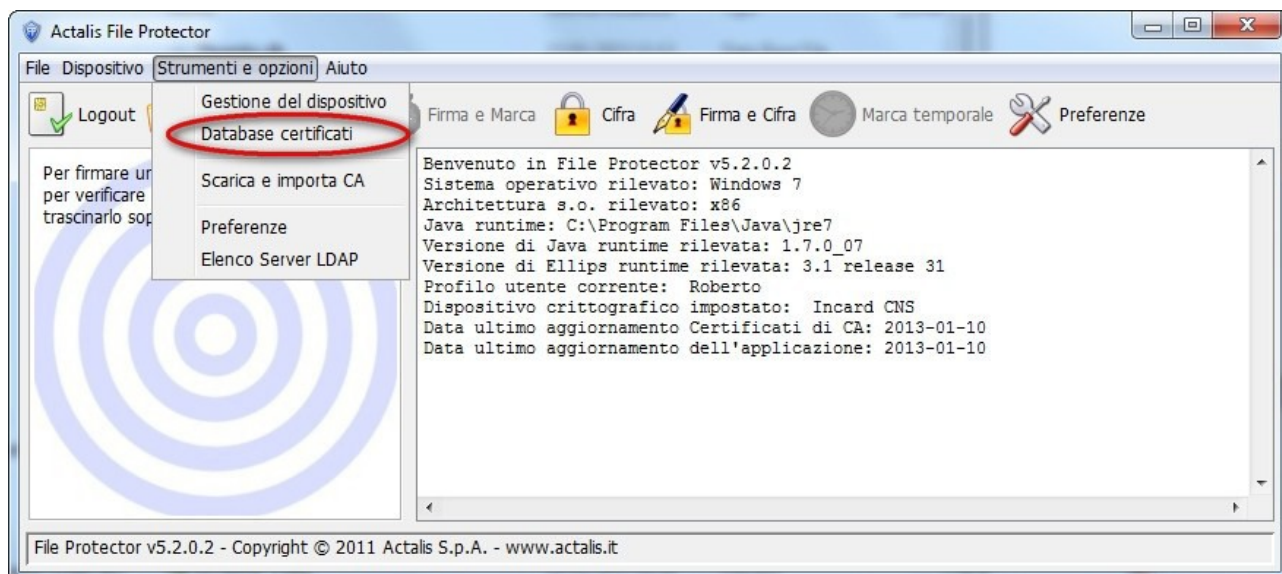 Actalis File Protector
File Dispositivo Strumenti e opzioni Aiuto
Logout Firma e Marca Cifra Firma e Cifra Marca temporale Preferenze
Gestione del dispositivo
Database certificati
Scarica e importa CA
Preferenze
Elenco Server LDAP
Per firmare un
per verificare
trascinarlo sop
Benvenuto in File Protector v5.2.0.2
Sistema operativo rilevato: Windows 7
Architettura s.o. rilevato: x86
Java runtime: C:\Program Files\Java\jre7
Versione di Java runtime rilevata: 1.7.0_07
Versione di Ellips runtime rilevata: 3.1 release 31
Profilo utente corrente: Roberto
Dispositivo crittografico impostato: Incard CNS
Data ultimo aggiornamento Certificati di CA: 2013-01-10
Data ultimo aggiornamento dell'applicazione: 2013-01-10
File Protector v5.2.0.2 - Copyright © 2011 Actalis S.p.A. - www.actalis.it